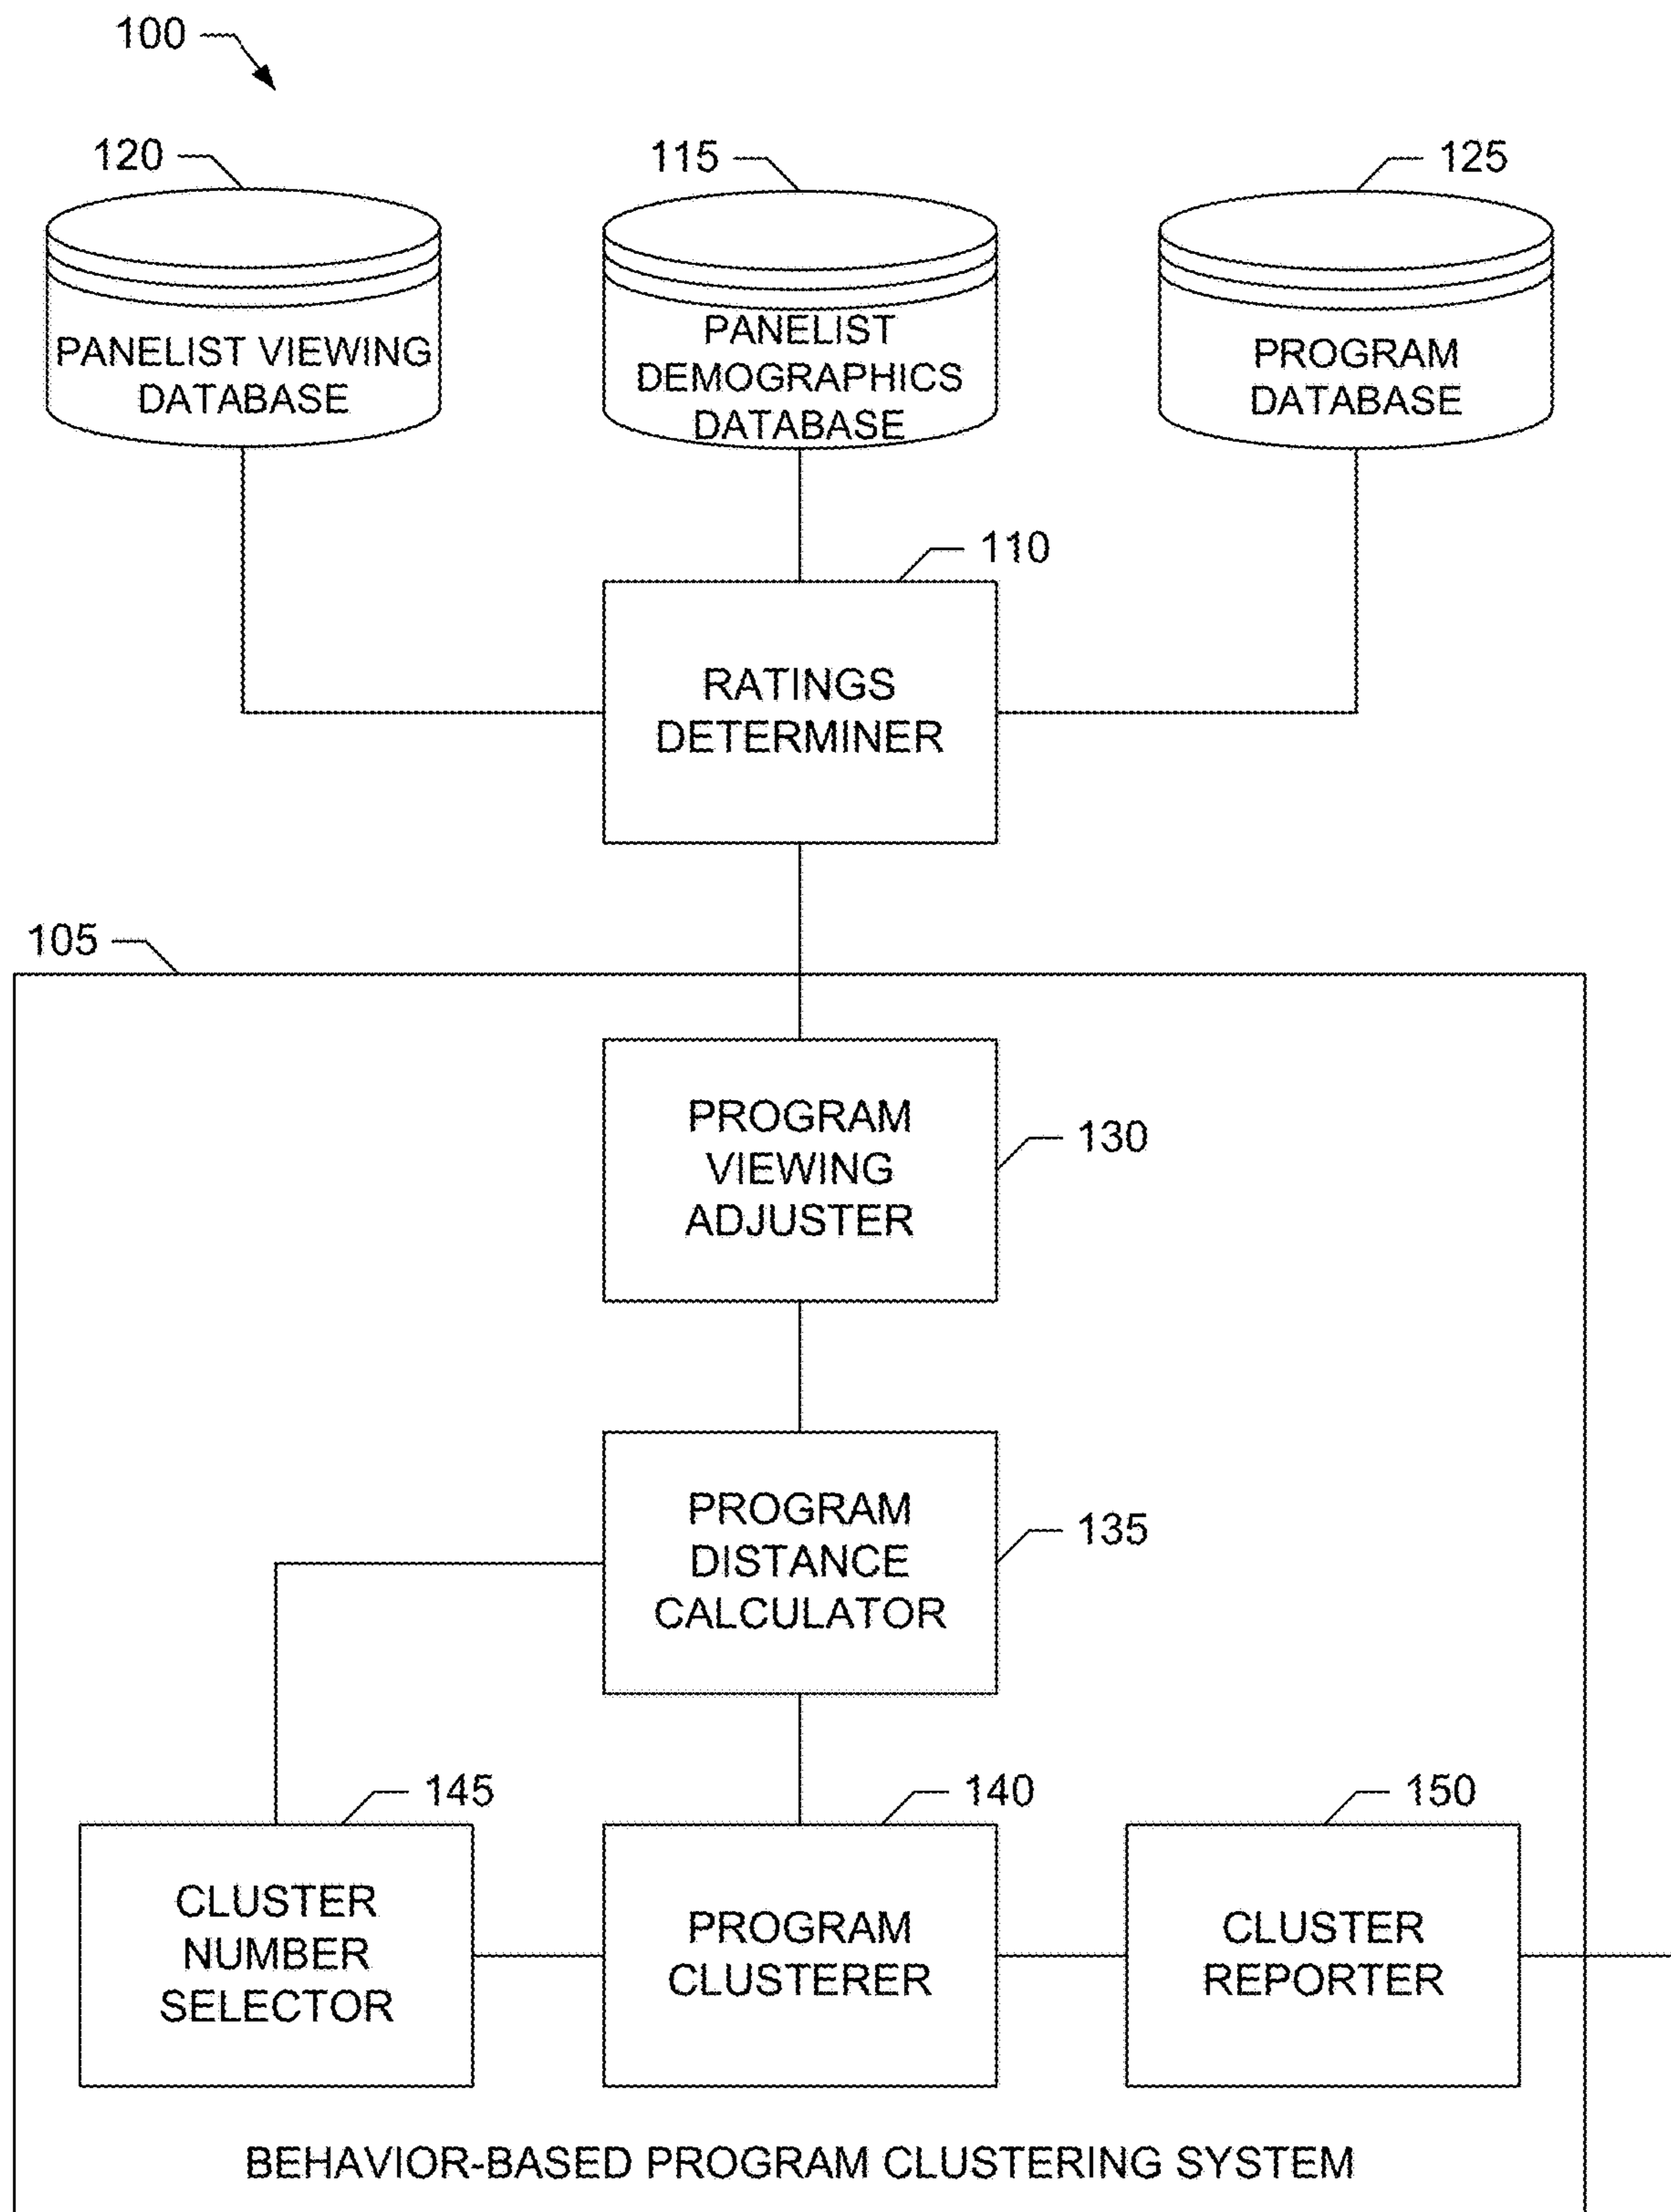 100
120
115
125
PANELIST VIEWING
DATABASE
PANELIST
DEMOGRAPHICS
DATABASE
PROGRAM
DATABASE
110
RATINGS
DETERMINER
105
PROGRAM
VIEWING
ADJUSTER
130
PROGRAM
DISTANCE
CALCULATOR
135
145
140
150
CLUSTER
NUMBER
SELECTOR
PROGRAM
CLUSTERER
CLUSTER
REPORTER
BEHAVIOR-BASED PROGRAM CLUSTERING SYSTEM